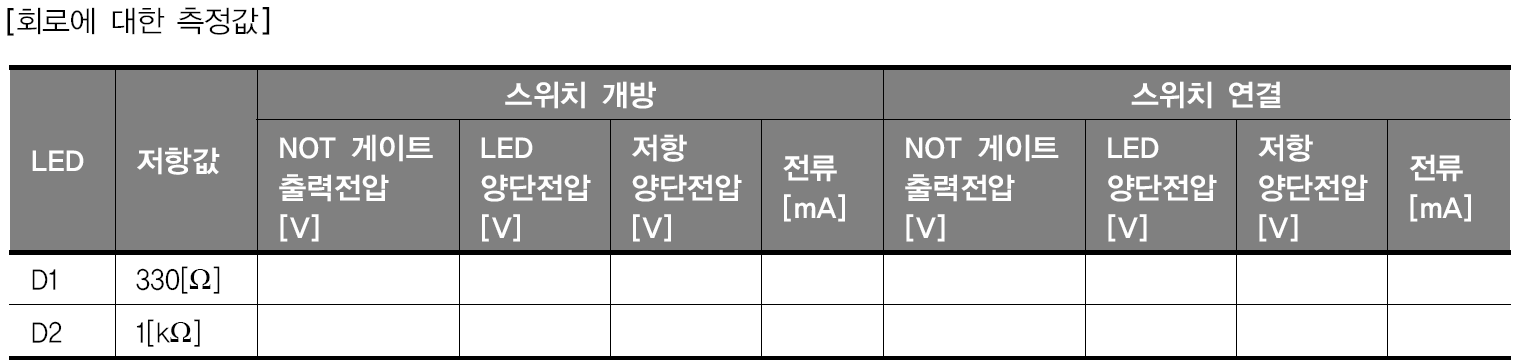 [회로에 대한 측정값]
LED 저항값 스위치 개방 스위치 연결
NOT 게이트 출력전압 [V] LED 양단전압 [V] 저항 양단전압 [V] 전류 [mA] NOT 게이트 출력전압 [V] LED 양단전압 [V] 저항 양단전압 [V] 전류 [mA]
D1 330[Ω]
D2 1[kΩ]